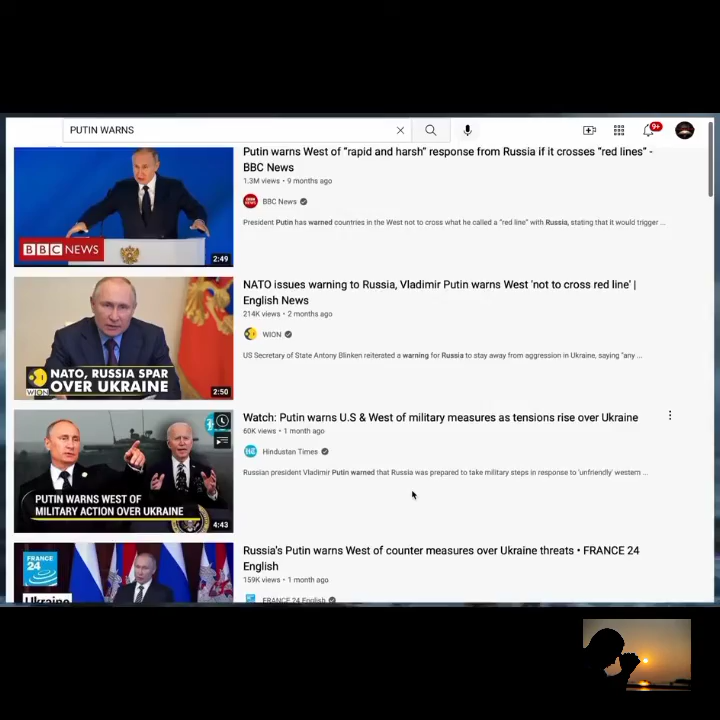 PUTIN WARNS
9+
Putin warns West of “rapid and harsh” response from Russia if it crosses “red lines” -
BBC News
1.3M views • 9 months ago
BBC News
President Putin has warned countries in the West not to cross what he called a “red line” with Russia, stating that it would trigger ...
BBC NEWS
2:49
NATO issues warning to Russia, Vladimir Putin warns West 'not to cross red line' |
English News
214K views • 2 months ago
WION
US Secretary of State Antony Blinken reiterated a warning for Russia to stay away from aggression in Ukraine, saying "any ...
NATO, RUSSIA SPAR
OVER UKRAINE
WION
2:50
Watch: Putin warns U.S & West of military measures as tensions rise over Ukraine
60K views • 1 month ago
Hindustan Times
Russian president Vladimir Putin warned that Russia was prepared to take military steps in response to 'unfriendly' western ...
PUTIN WARNS WEST OF
MILITARY ACTION OVER UKRAINE
4:43
Russia's Putin warns West of counter measures over Ukraine threats • FRANCE 24
English
159K views • 1 month ago
FRANCE 24 English
FRANCE
24
Ukraine